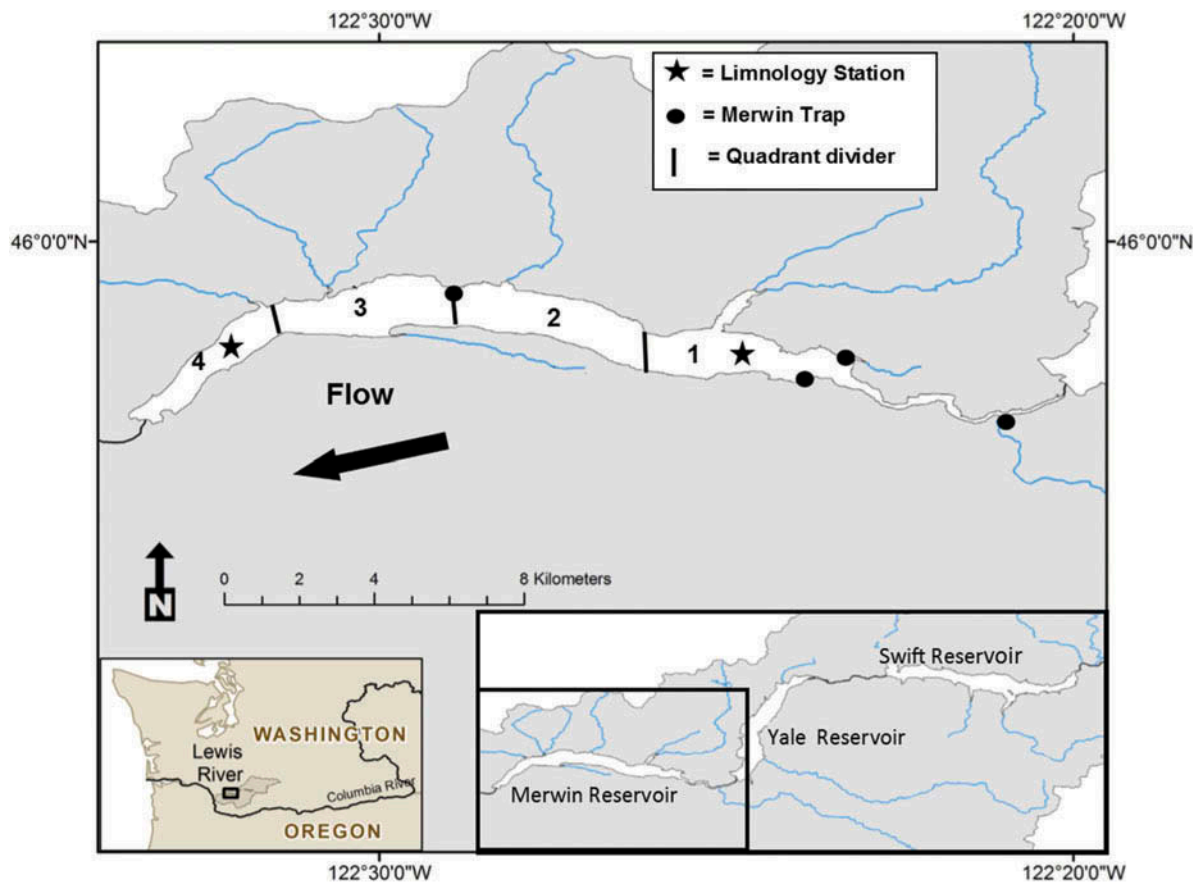 122°30'0"W 122°20'0"W
= Limnology Station
= Merwin Trap
= Quadrant divider
46°0'0"N 46°0'0"N
3
2
4
1
Flow
N
0 2 4 8 Kilometers
Swift Reservoir
WASHINGTON
Yale Reservoir
Lewis
River
Merwin Reservoir
Columbia River
OREGON
122°30'0"W 122°20'0"W